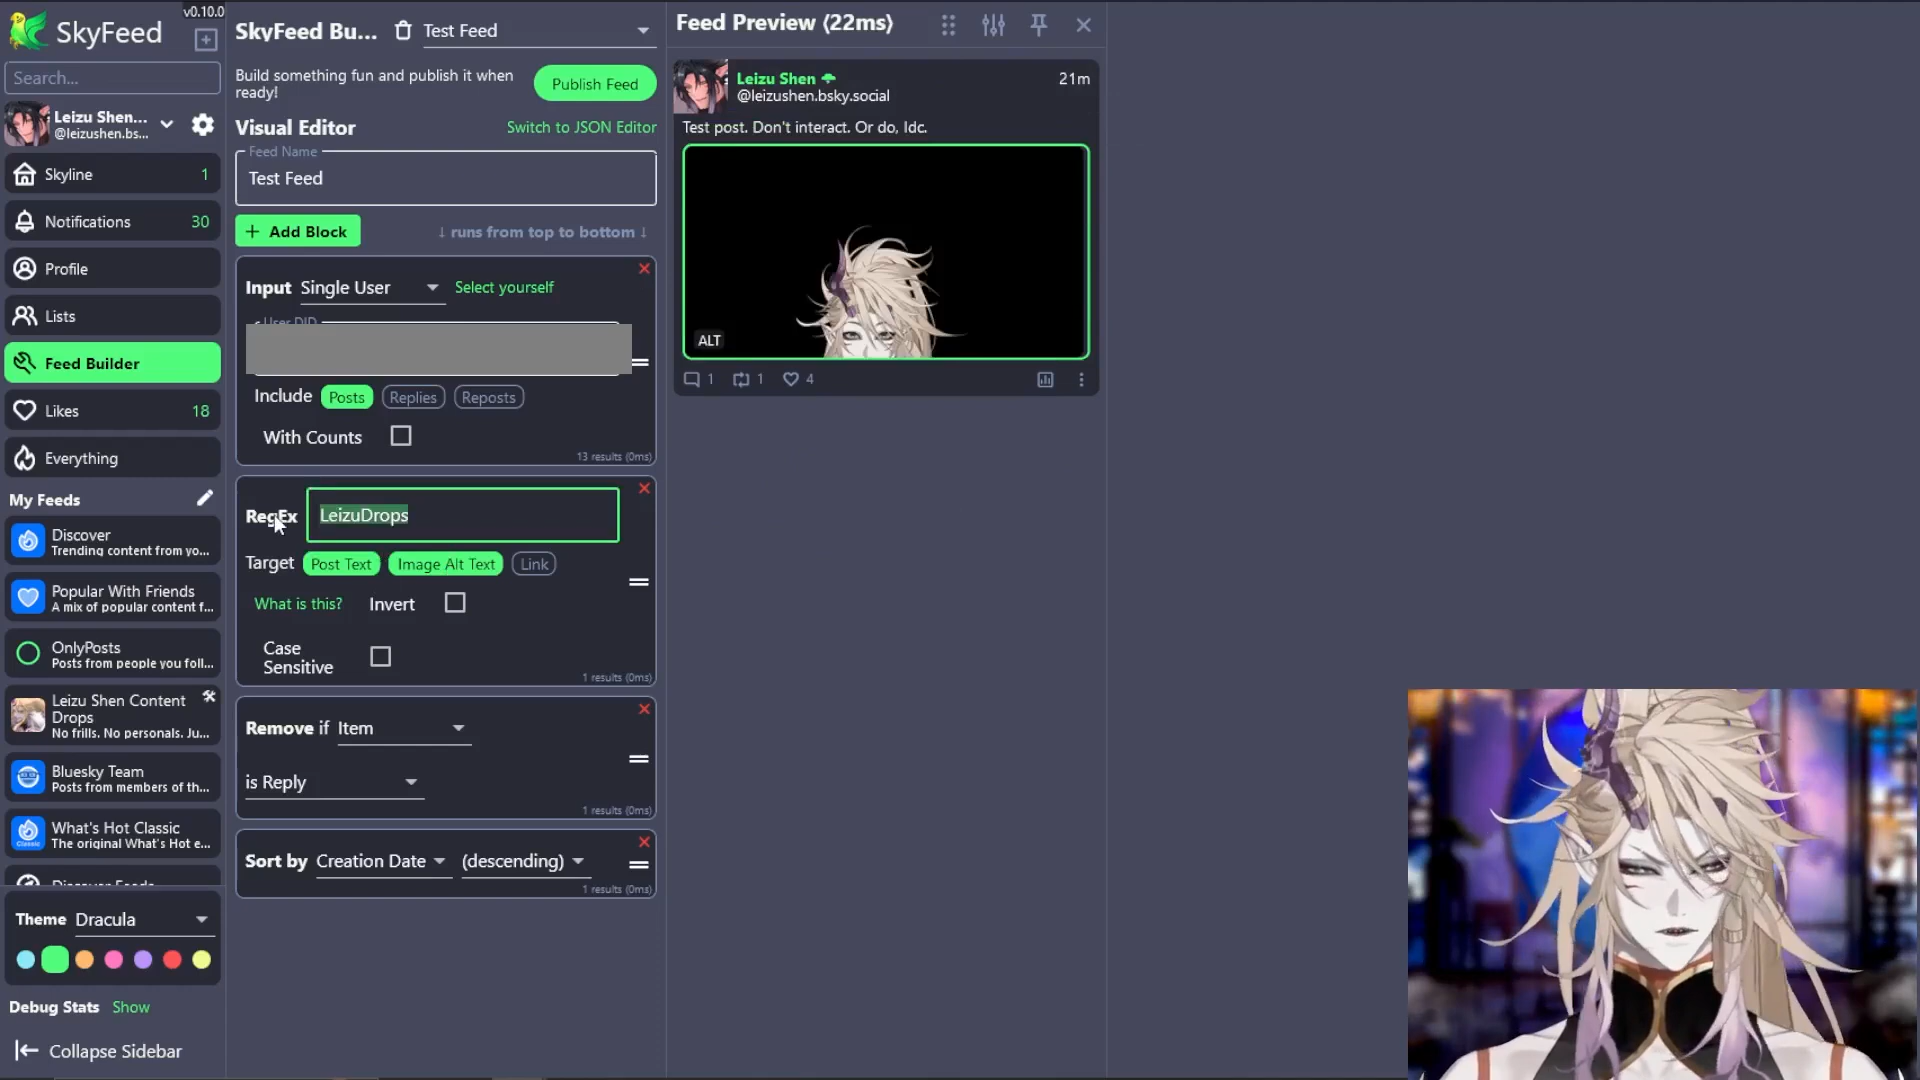 v0.10.0
SkyFeed
Search...
Leizu Shen...
@leizushen.bs...
Skyline 1
Notifications 30
Profile
Lists
Feed Builder
Likes 18
Everything
My Feeds
Discover
Trending content from yo...
Popular With Friends
A mix of popular content f...
OnlyPosts
Posts from people you foll...
Leizu Shen Content
Drops
No frills. No personals. Ju...
Bluesky Team
Posts from members of th...
What's Hot Classic
The original What's Hot e...
Theme Dracula
Debug Stats Show
Collapse Sidebar
SkyFeed Bu... Test Feed
Build something fun and publish it when
ready!
Publish Feed
Visual Editor Switch to JSON Editor
Feed Name
Test Feed
+ Add Block ↓ runs from top to bottom ↓
Input Single User Select yourself
User DID
Include Posts Replies Reposts
With Counts
13 results (0ms)
RegEx LeizuDrops
Target Post Text Image Alt Text Link
What is this? Invert
Case
Sensitive
1 results (0ms)
Remove if Item
is Reply
1 results (0ms)
Sort by Creation Date (descending)
1 results (0ms)
Feed Preview (22ms)
Leizu Shen 21m
@leizushen.bsky.social
Test post. Don't interact. Or do, Idc.
ALT
1 1 4